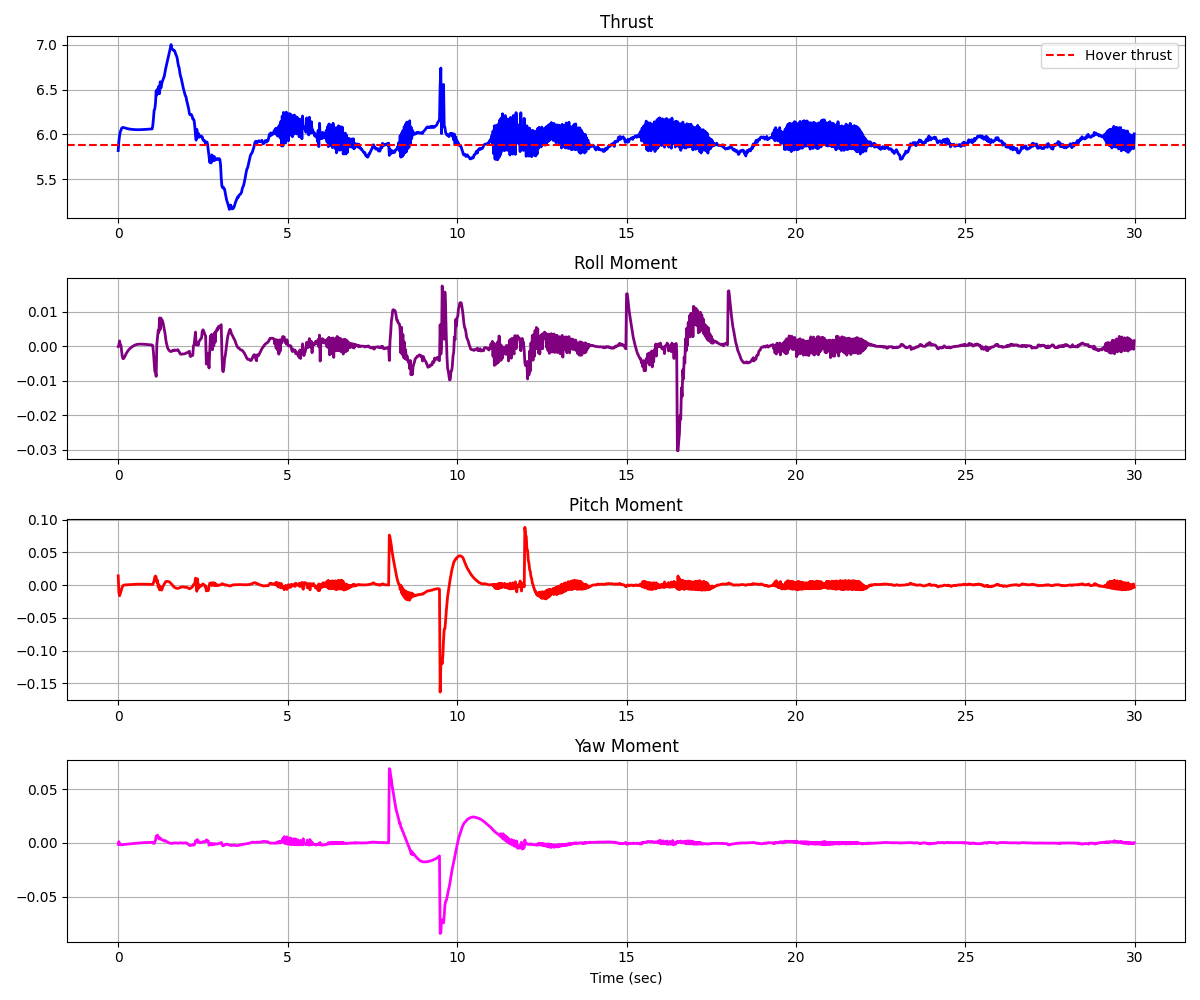 Thrust
7.0
6.5
6.0
5.5
Hover thrust
0 5 10 15 20 25 30
Roll Moment
0.01
0.00
−0.01
−0.02
−0.03
0 5 10 15 20 25 30
Pitch Moment
0.10
0.05
0.00
−0.05
−0.10
−0.15
0 5 10 15 20 25 30
Yaw Moment
0.05
0.00
−0.05
0 5 10 15 20 25 30
Time (sec)